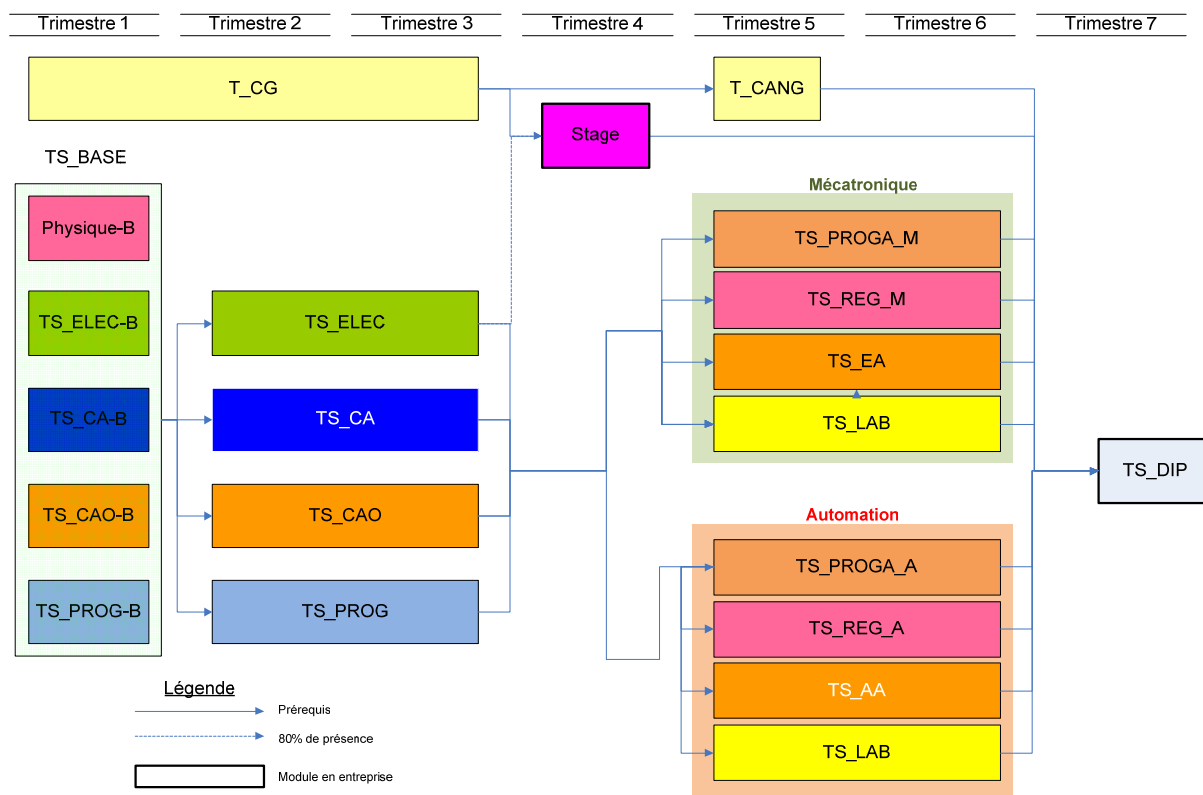 Trimestre 1
Trimestre 2
Trimestre 3
Trimestre 4
Trimestre 5
Trimestre 6
Trimestre 7
T_CG
T_CANG
Stage
TS_BASE
Physique-B
TS_ELEC-B
TS_CA-B
TS_CAO-B
TS_PROG-B
TS_ELEC
TS_CA
TS_CAO
TS_PROG
Mécatronique
TS_PROGA_M
TS_REG_M
TS_EA
TS_LAB
Automation
TS_PROGA_A
TS_REG_A
TS_AA
TS_LAB
TS_DIP
Légende
Prérequis
80% de présence
Module en entreprise